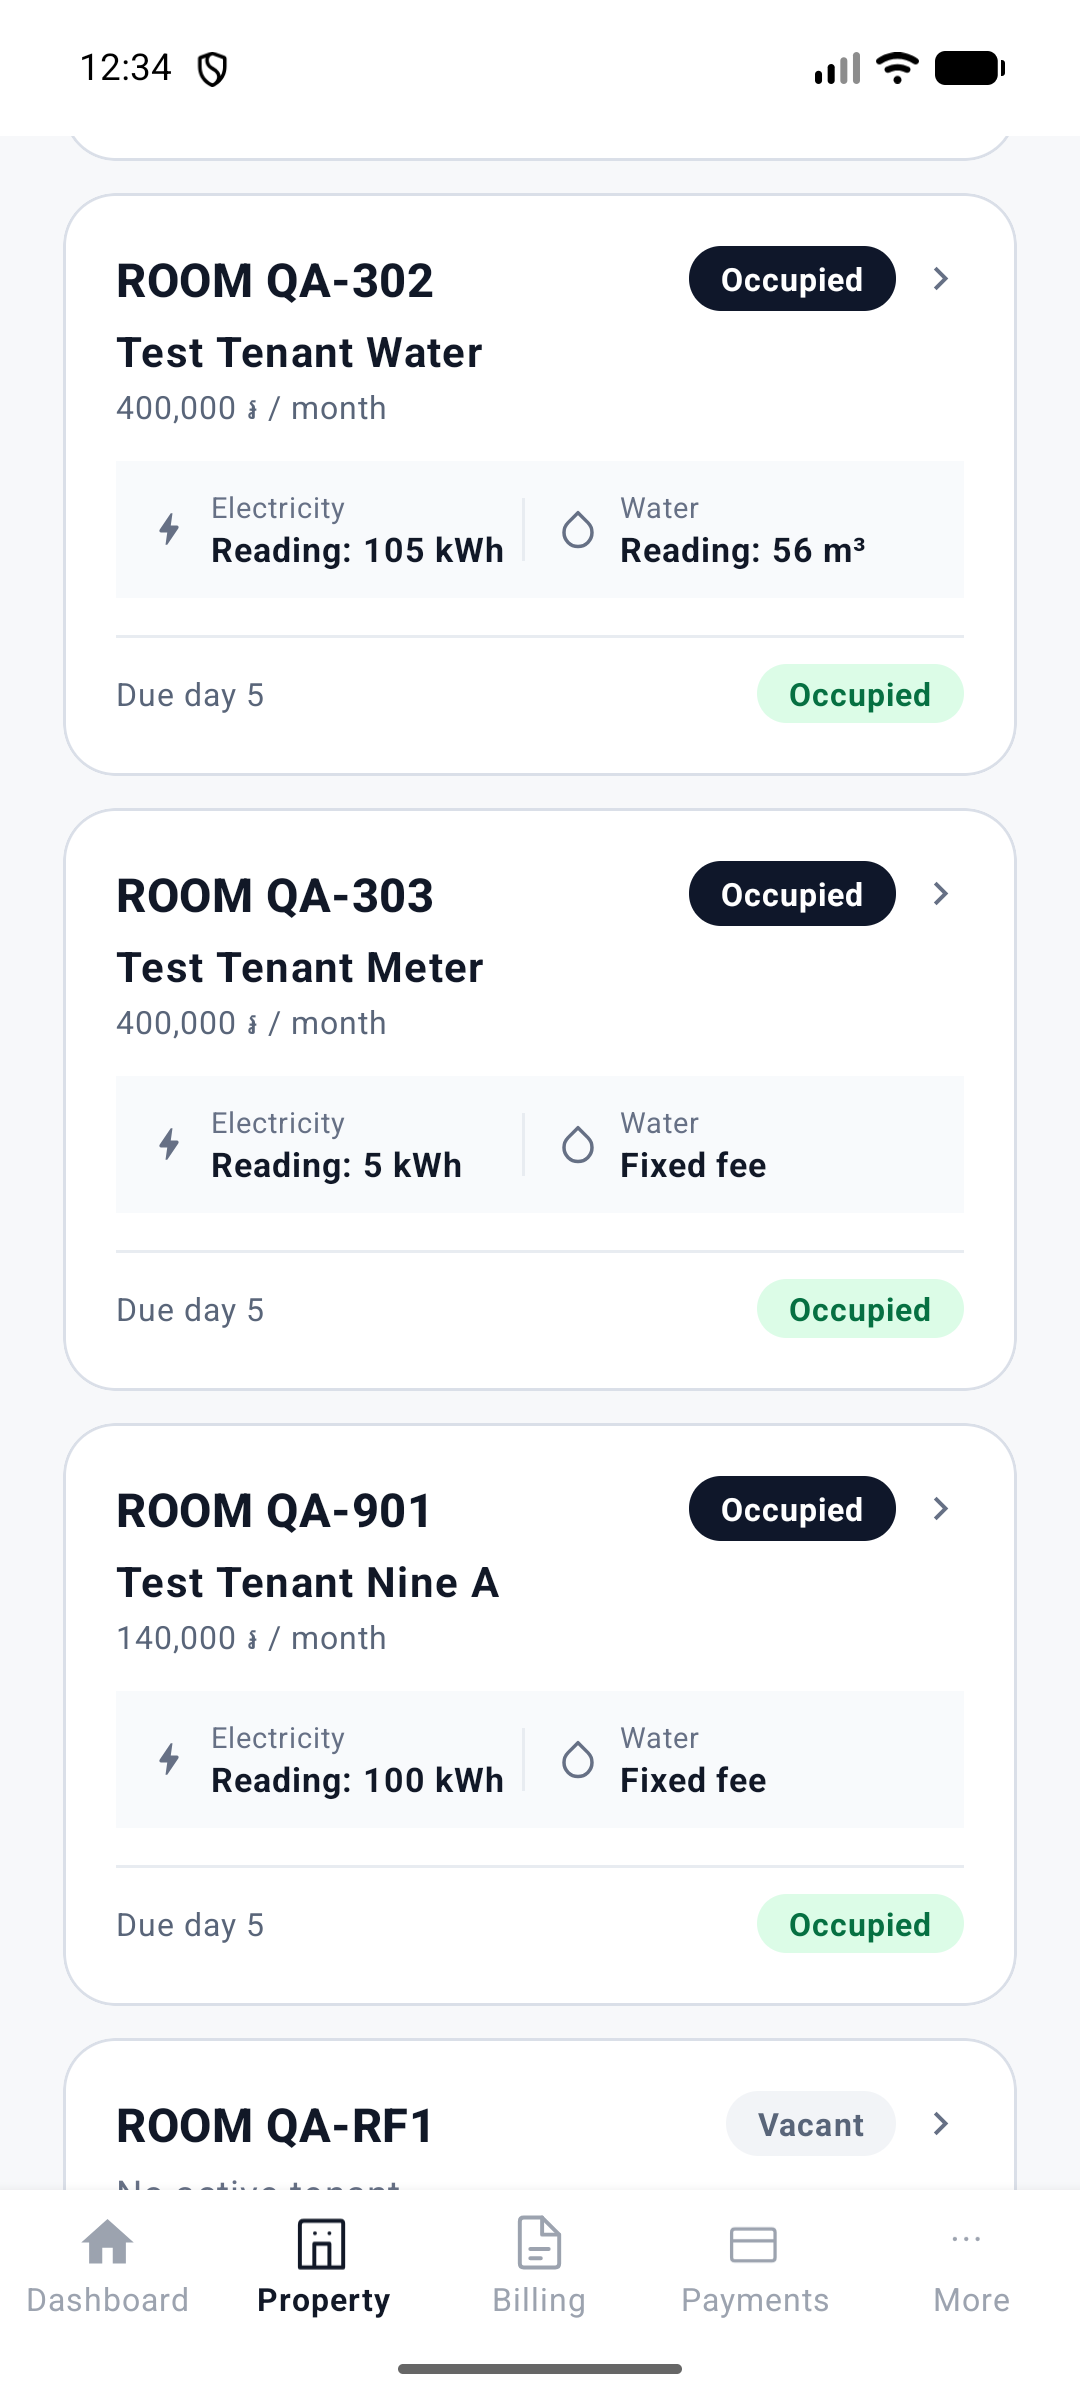 12:34
ROOM QA-302
Occupied
Test Tenant Water
400,000 ៛ / month
Electricity
Reading: 105 kWh
Water
Reading: 56 m³
Due day 5
Occupied
ROOM QA-303
Occupied
Test Tenant Meter
400,000 ៛ / month
Electricity
Reading: 5 kWh
Water
Fixed fee
Due day 5
Occupied
ROOM QA-901
Occupied
Test Tenant Nine A
140,000 ៛ / month
Electricity
Reading: 100 kWh
Water
Fixed fee
Due day 5
Occupied
ROOM QA-RF1
Vacant
No active tenant
Dashboard
Property
Billing
Payments
More